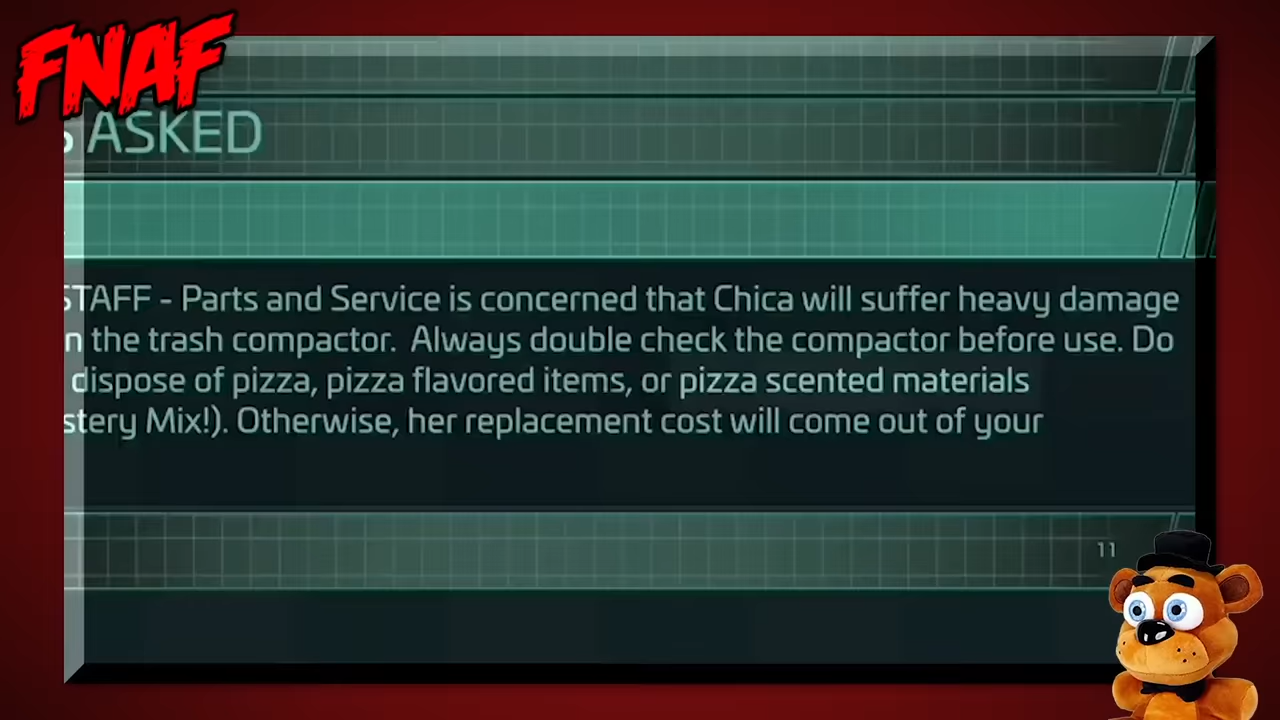 FNAF
ASKED
STAFF - Parts and Service is concerned that Chica will suffer heavy damage
the trash compactor. Always double check the compactor before use. Do
dispose of pizza, pizza flavored items, or pizza scented materials
stery Mix!). Otherwise, her replacement cost will come out of your
11